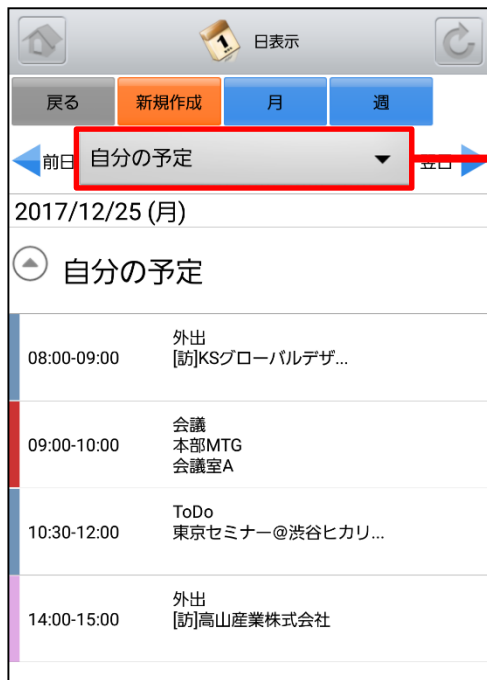 1
日表示
戻る
新規作成
月
週
前日
自分の予定
翌日
2017/12/25 (月)
自分の予定
08:00-09:00
外出
[訪]KSグローバルデザ...
09:00-10:00
会議
本部MTG
会議室A
10:30-12:00
ToDo
東京セミナー@渋谷ヒカリ...
14:00-15:00
外出
[訪]高山産業株式会社